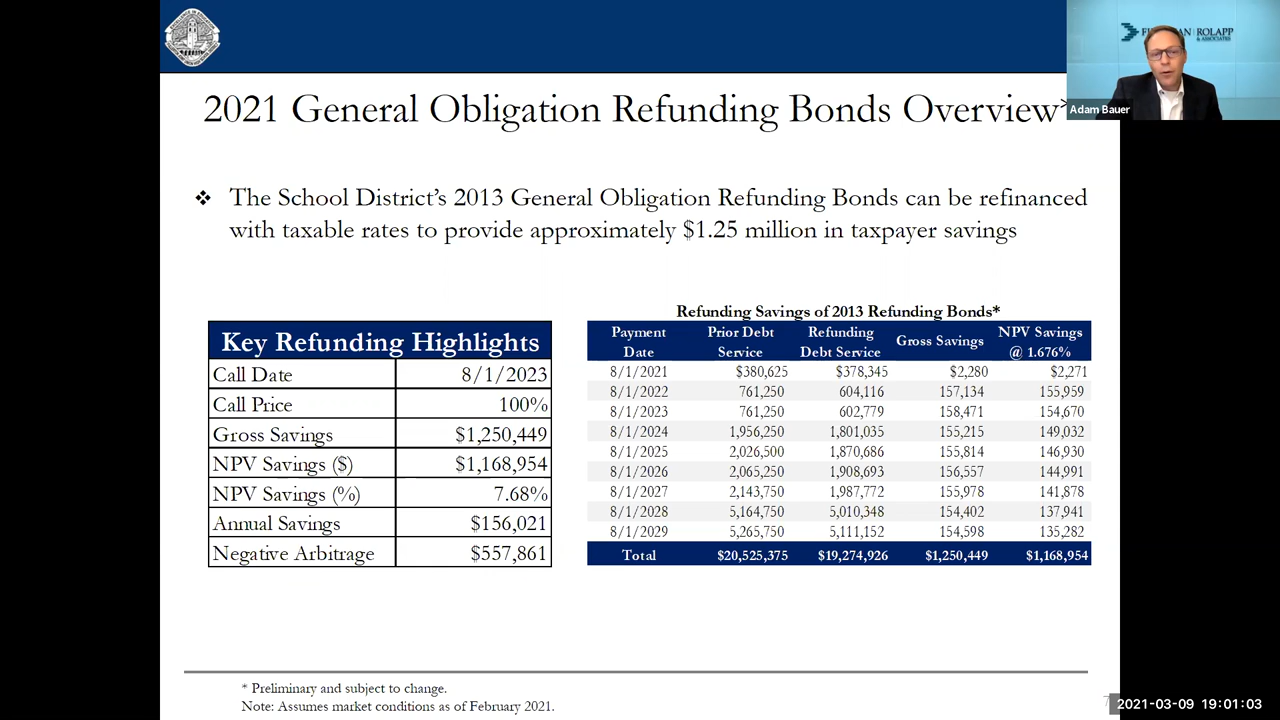 2021 General Obligation Refunding Bonds Overview*
ROLAPP
& ASSOCIATES
Adam Bauer
❖ The School District's 2013 General Obligation Refunding Bonds can be refinanced
with taxable rates to provide approximately $1.25 million in taxpayer savings
Key Refunding Highlights
Call Date 8/1/2023
Call Price 100%
Gross Savings $1,250,449
NPV Savings ($) $1,168,954
NPV Savings (%) 7.68%
Annual Savings $156,021
Negative Arbitrage $557,861
Refunding Savings of 2013 Refunding Bonds*
Payment Prior Debt Refunding Gross Savings NPV Savings
Date Service Debt Service @ 1.676%
8/1/2021 $380,625 $378,345 $2,280 $2,271
8/1/2022 761,250 604,116 157,134 155,959
8/1/2023 761,250 602,779 158,471 154,670
8/1/2024 1,956,250 1,801,035 155,215 149,032
8/1/2025 2,026,500 1,870,686 155,814 146,930
8/1/2026 2,065,250 1,908,693 156,557 144,991
8/1/2027 2,143,750 1,987,772 155,978 141,878
8/1/2028 5,164,750 5,010,348 154,402 137,941
8/1/2029 5,265,750 5,111,152 154,598 135,282
Total $20,525,375 $19,274,926 $1,250,449 $1,168,954
* Preliminary and subject to change.
Note: Assumes market conditions as of February 2021.
7
2021-03-09 19:01:03